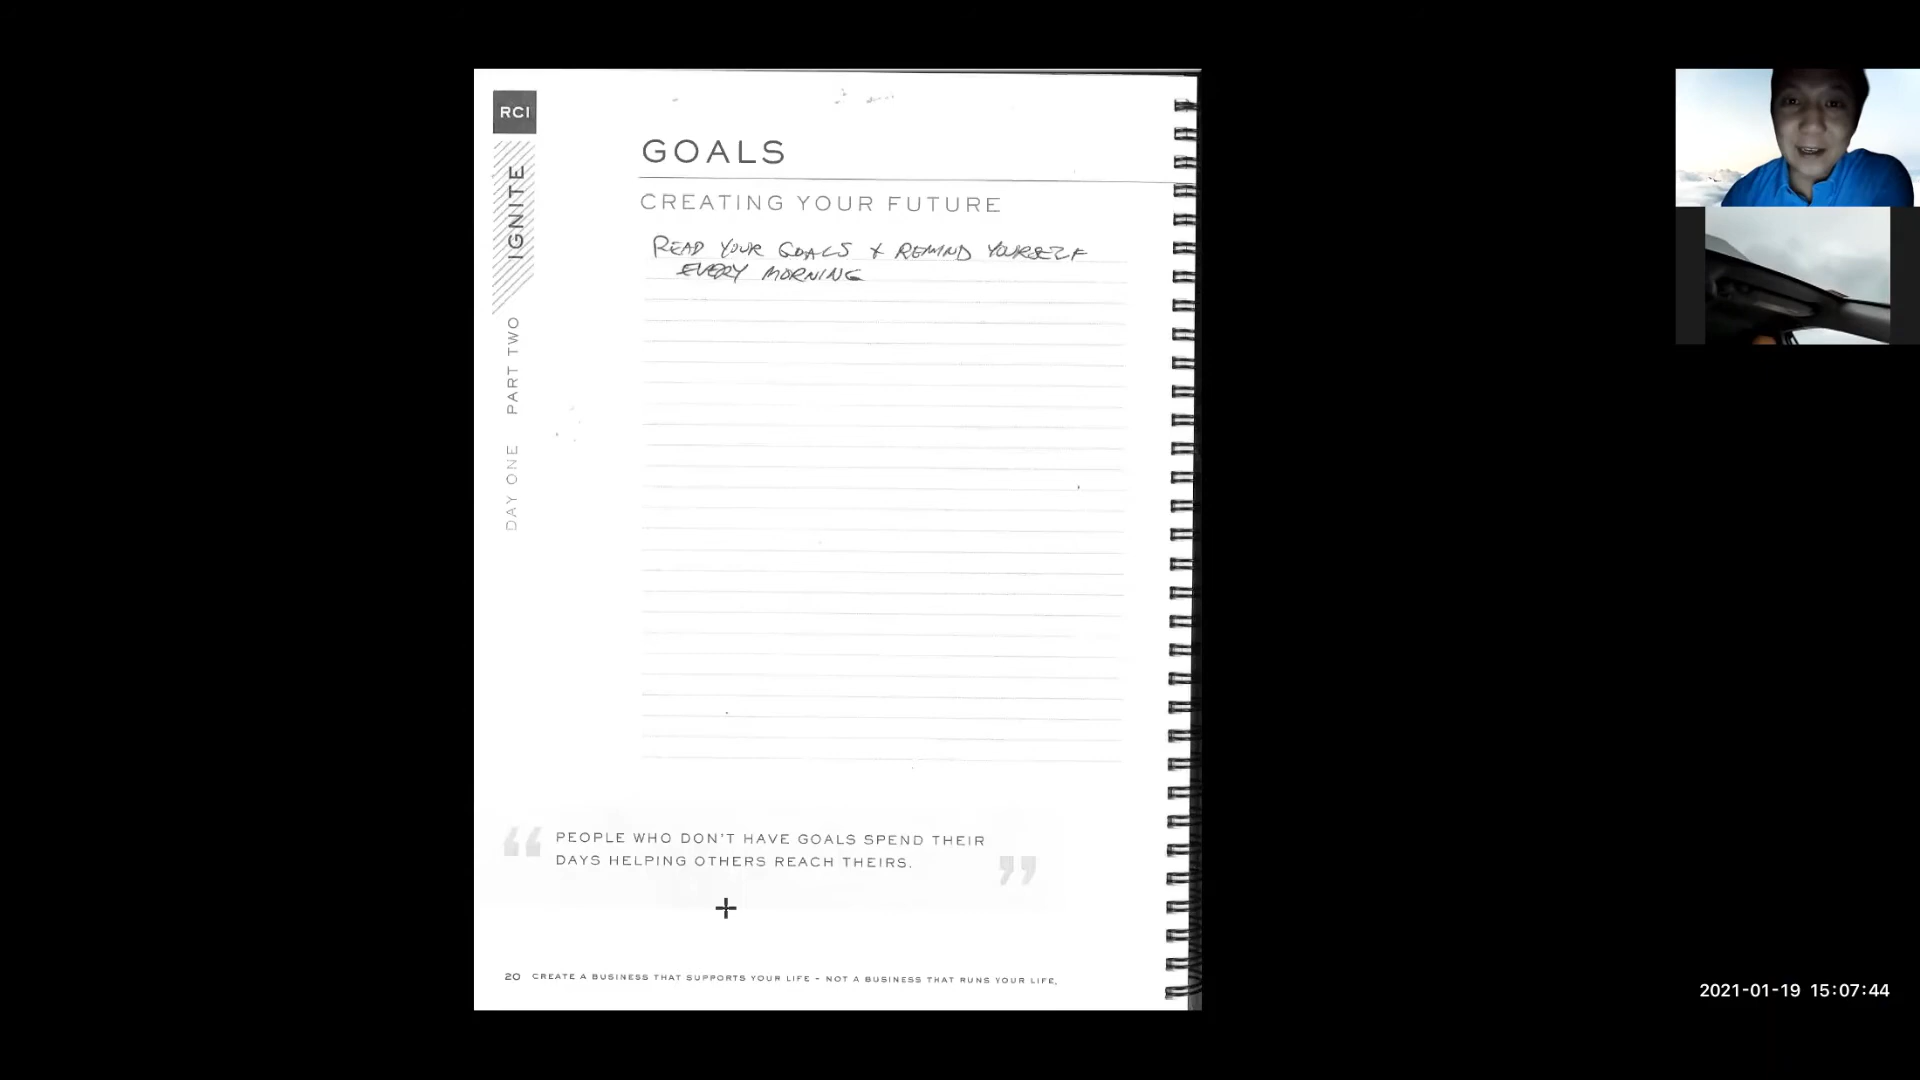 RCI
IGNITE
PART TWO
DAY ONE
GOALS
CREATING YOUR FUTURE
READ YOUR GOALS + REMIND YOURSELF
EVERY MORNING
“ PEOPLE WHO DON'T HAVE GOALS SPEND THEIR
DAYS HELPING OTHERS REACH THEIRS. ”
20 CREATE A BUSINESS THAT SUPPORTS YOUR LIFE - NOT A BUSINESS THAT RUNS YOUR LIFE.
2021-01-19 15:07:44